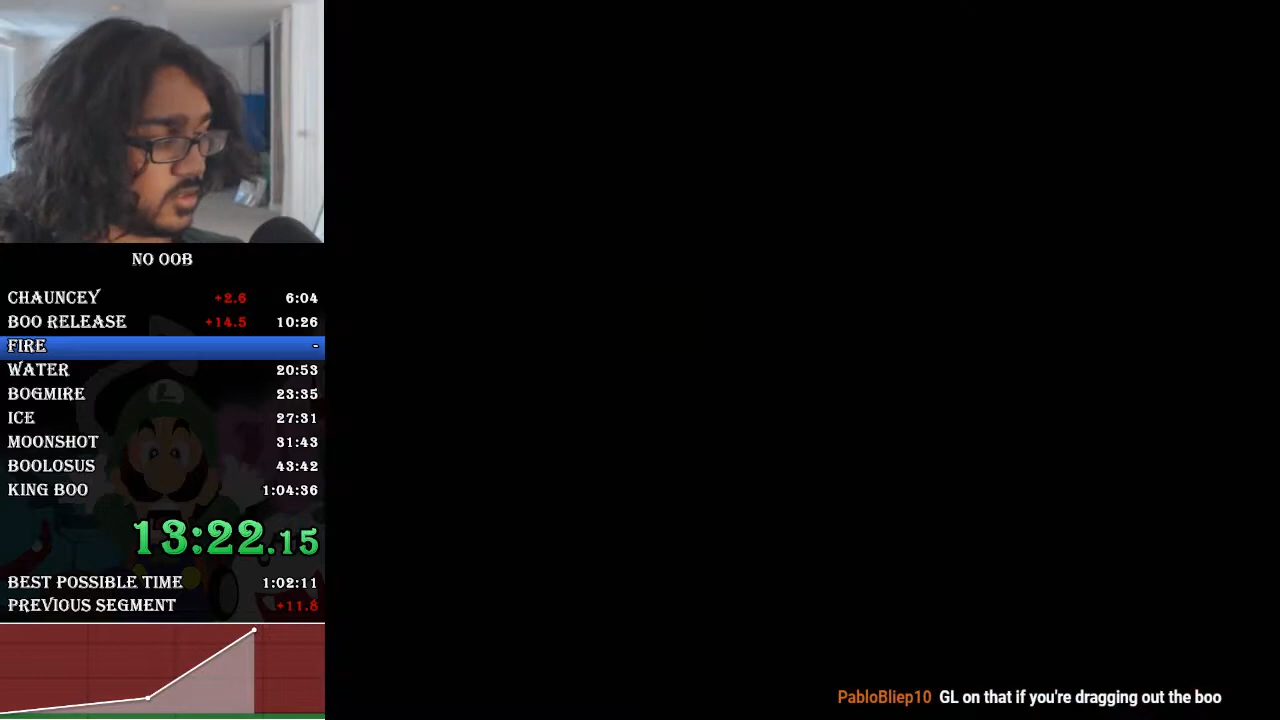 NO OOB
CHAUNCEY +2.6 6:04
BOO RELEASE +14.5 10:26
FIRE -
WATER 20:53
BOGMIRE 23:35
ICE 27:31
MOONSHOT 31:43
BOOLOSUS 43:42
KING BOO 1:04:36
13:22.15
BEST POSSIBLE TIME 1:02:11
PREVIOUS SEGMENT +11.8
PabloBliep10 GL on that if you're dragging out the boo